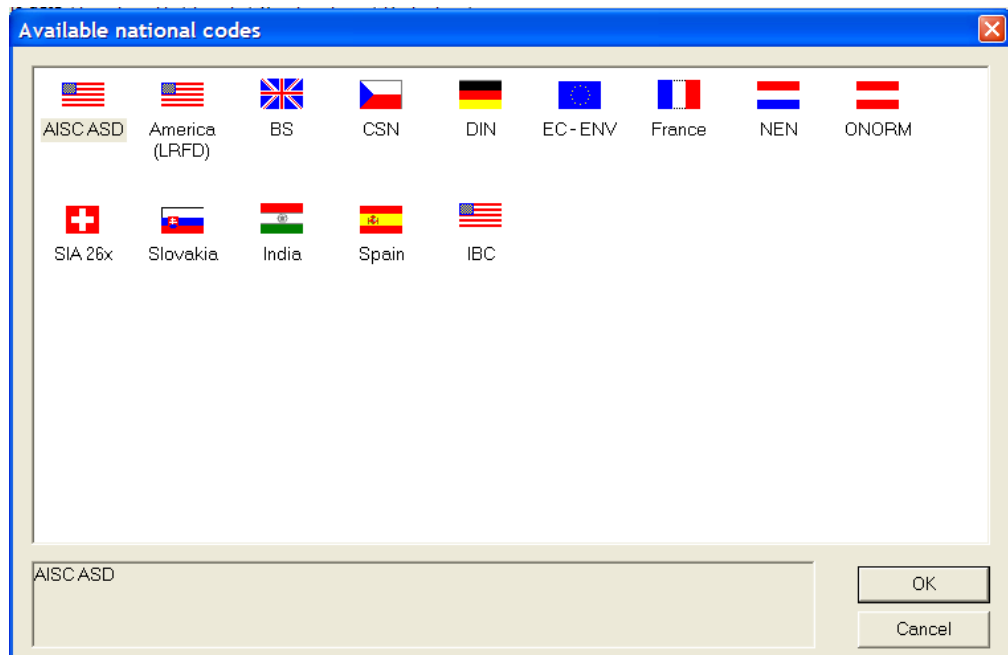 Available national codes
AISC ASD America (LRFD) BS CSN DIN EC - ENV France NEN ONORM
SIA 26x Slovakia India Spain IBC
AISC ASD
OK
Cancel